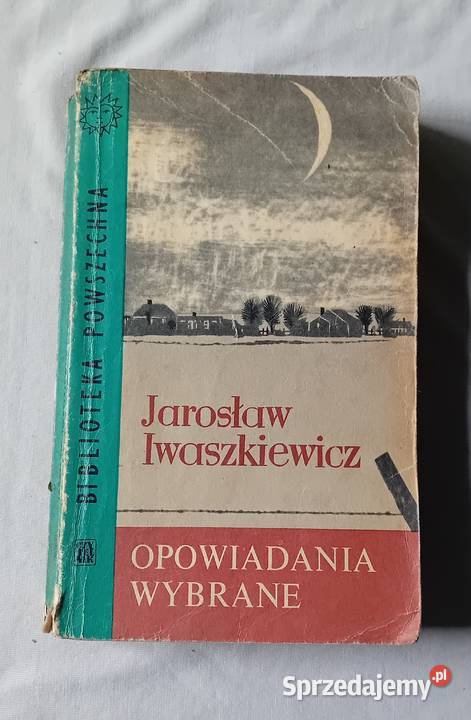 BIBLIOTEKA POWSZECHNA
Jarosław
Iwaszkiewicz
OPOWIADANIA
WYBRANE
Sprzedajemy.pl